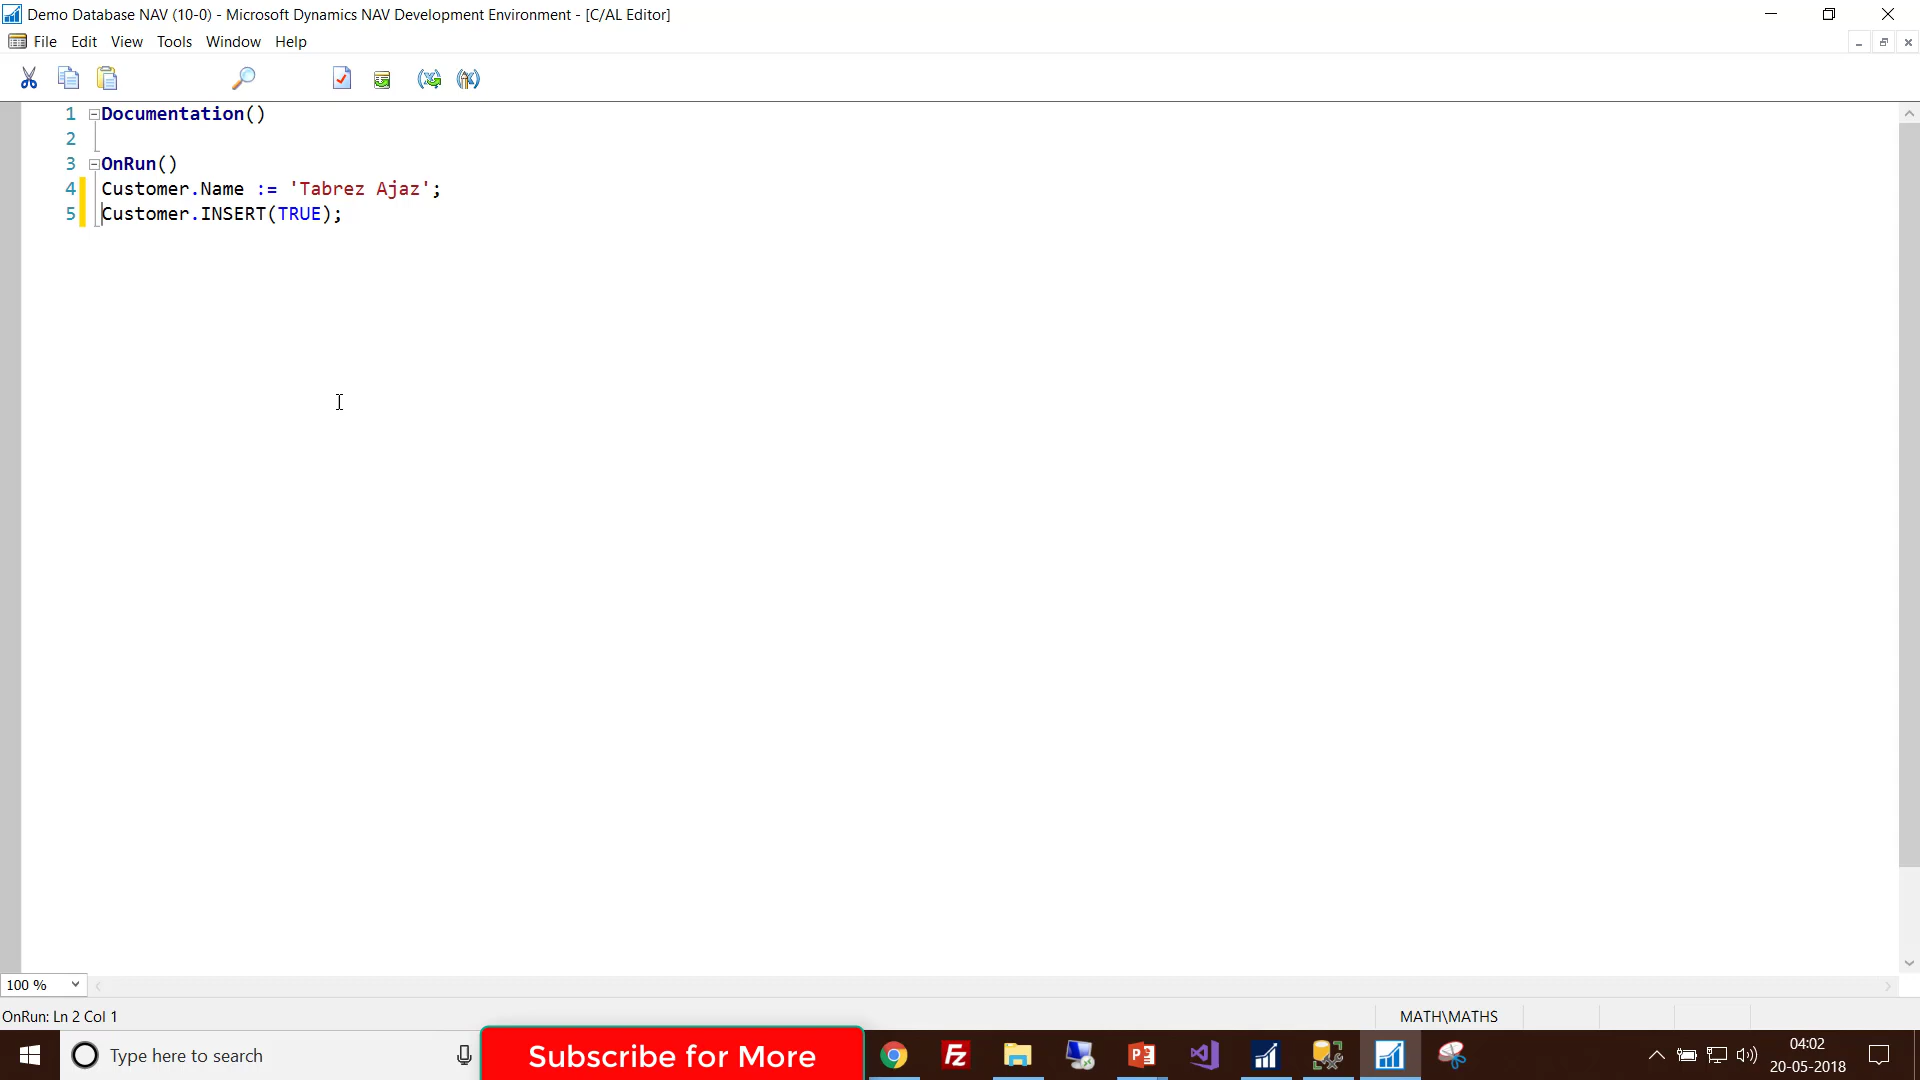 Demo Database NAV (10-0) - Microsoft Dynamics NAV Development Environment - [C/AL Editor]
File Edit View Tools Window Help
1 Documentation()
2
3 OnRun()
4 Customer.Name := 'Tabrez Ajaz';
5 Customer.INSERT(TRUE);
100 %
OnRun: Ln 2 Col 1
MATH\MATHS
Type here to search
Subscribe for More
04:02
20-05-2018